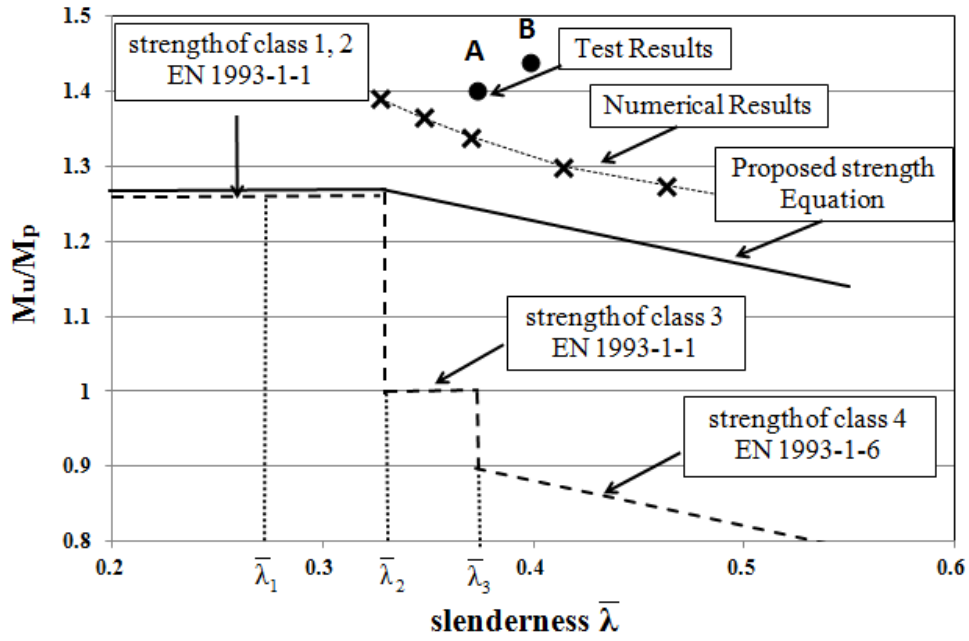 1.5
1.4
1.3
1.2
1.1
1
0.9
0.8
Mu/Mp
strength of class 1, 2
EN 1993-1-1
A
B
Test Results
Numerical Results
Proposed strength
Equation
strength of class 3
EN 1993-1-1
strength of class 4
EN 1993-1-6
0.2
λ̅₁
0.3
λ̅₂
λ̅₃
0.4
0.5
0.6
slenderness λ̅